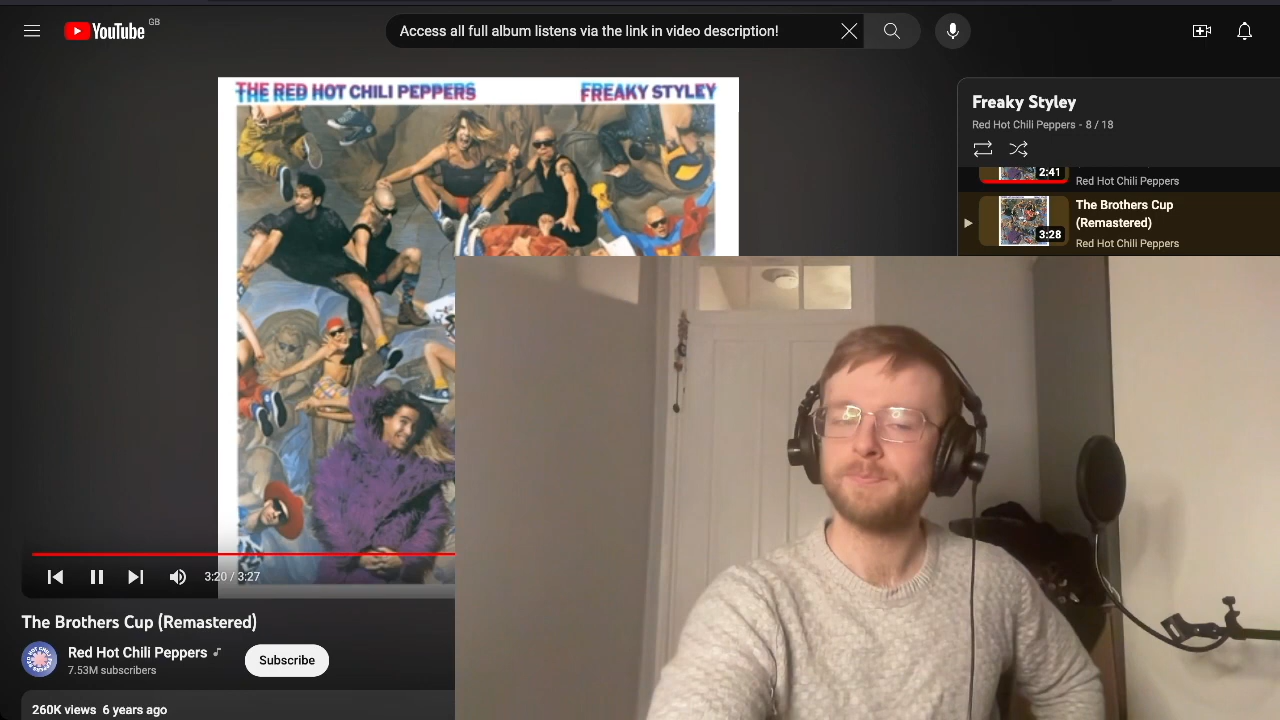 YouTube
GB
Access all full album listens via the link in video description!
THE RED HOT CHILI PEPPERS
FREAKY STYLEY
Freaky Styley
Red Hot Chili Peppers - 8 / 18
2:41
Red Hot Chili Peppers
The Brothers Cup
(Remastered)
3:28
Red Hot Chili Peppers
3:20 / 3:27
The Brothers Cup (Remastered)
Red Hot Chili Peppers
7.53M subscribers
Subscribe
260K views 6 years ago